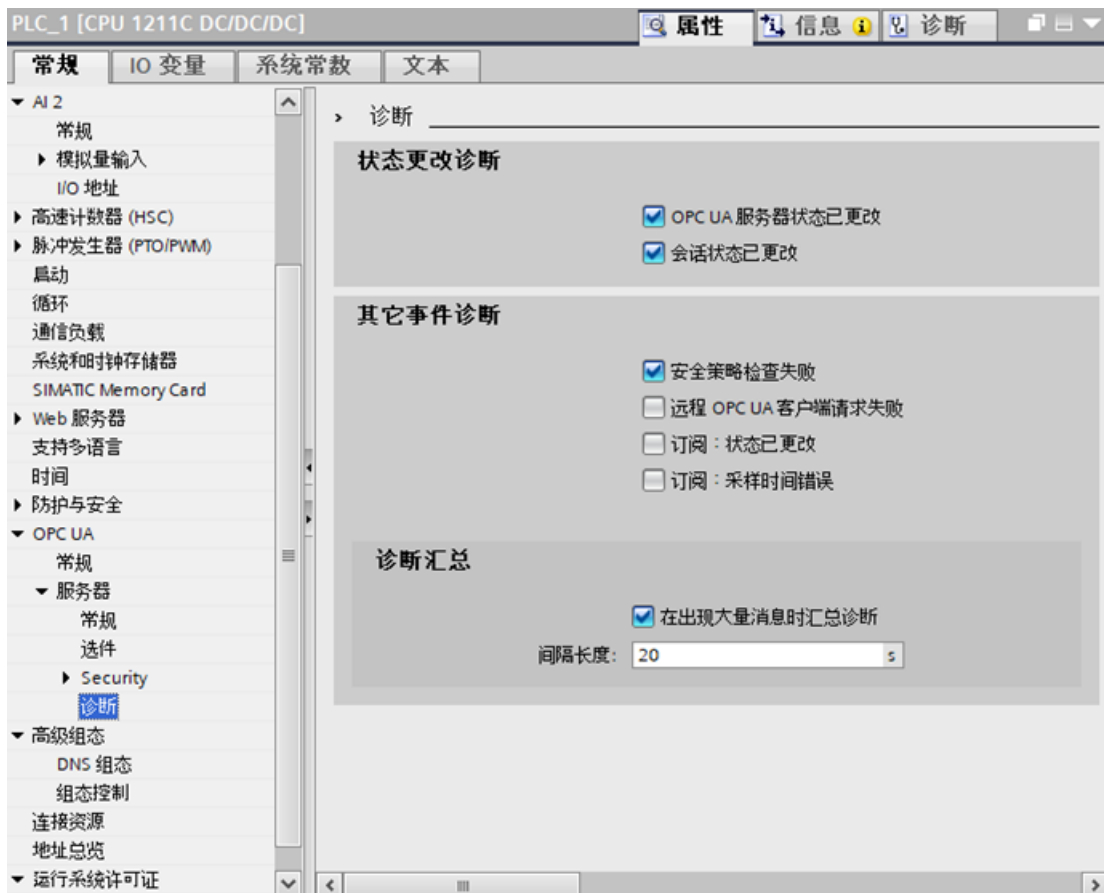 PLC_1 [CPU 1211C DC/DC/DC]
属性
信息
诊断
常规
IO 变量
系统常数
文本
AI 2
常规
模拟量输入
I/O 地址
高速计数器 (HSC)
脉冲发生器 (PTO/PWM)
启动
循环
通信负载
系统和时钟存储器
SIMATIC Memory Card
Web 服务器
支持多语言
时间
防护与安全
OPC UA
常规
服务器
常规
选件
Security
诊断
高级组态
DNS 组态
组态控制
连接资源
地址总览
运行系统许可证
诊断
状态更改诊断
OPC UA 服务器状态已更改
会话状态已更改
其它事件诊断
安全策略检查失败
远程 OPC UA 客户端请求失败
订阅：状态已更改
订阅：采样时间错误
诊断汇总
在出现大量消息时汇总诊断
间隔长度: 20 s